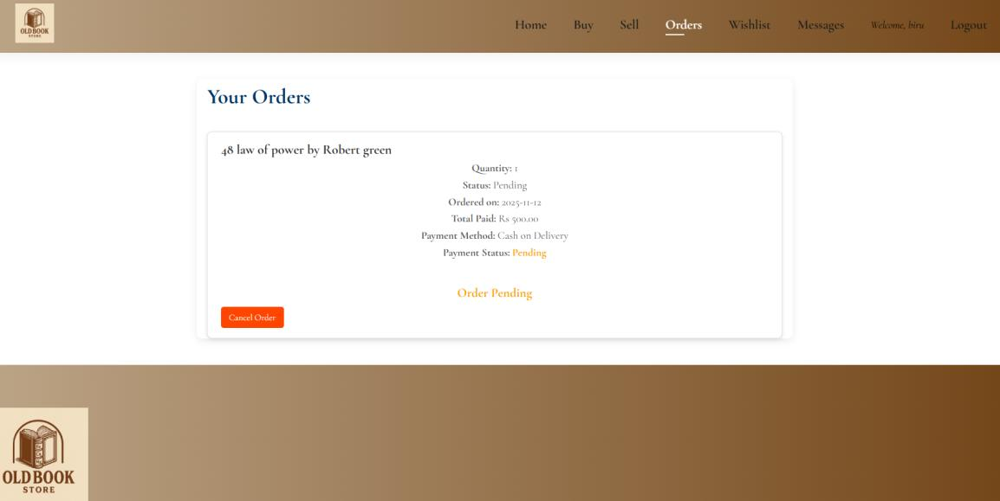 OLD BOOK
STORE
Home Buy Sell Orders Wishlist Messages Welcome, biru Logout
Your Orders
48 law of power by Robert green
Quantity: 1
Status: Pending
Ordered on: 2025-11-12
Total Paid: Rs 500.00
Payment Method: Cash on Delivery
Payment Status: Pending
Order Pending
Cancel Order
OLD BOOK
STORE